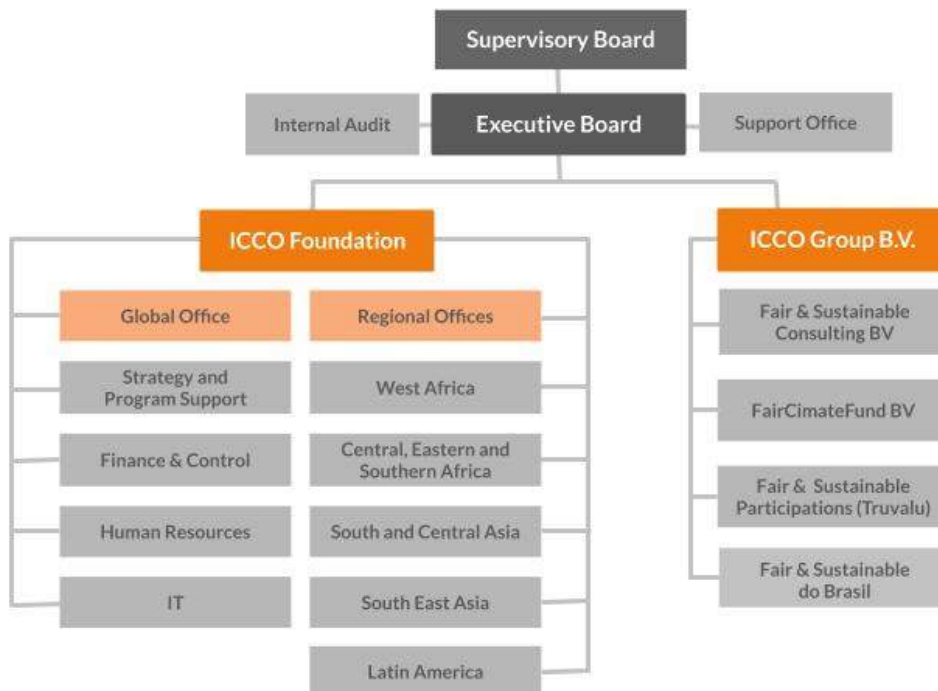 Supervisory Board
Internal Audit
Executive Board
Support Office
ICCO Foundation
ICCO Group B.V.
Global Office
Regional Offices
Fair & Sustainable
Consulting BV
Strategy and
Program Support
West Africa
FairCimateFund BV
Finance & Control
Central, Eastern and
Southern Africa
Fair & Sustainable
Participations (Truvalu)
Human Resources
South and Central Asia
Fair & Sustainable
do Brasil
IT
South East Asia
Latin America